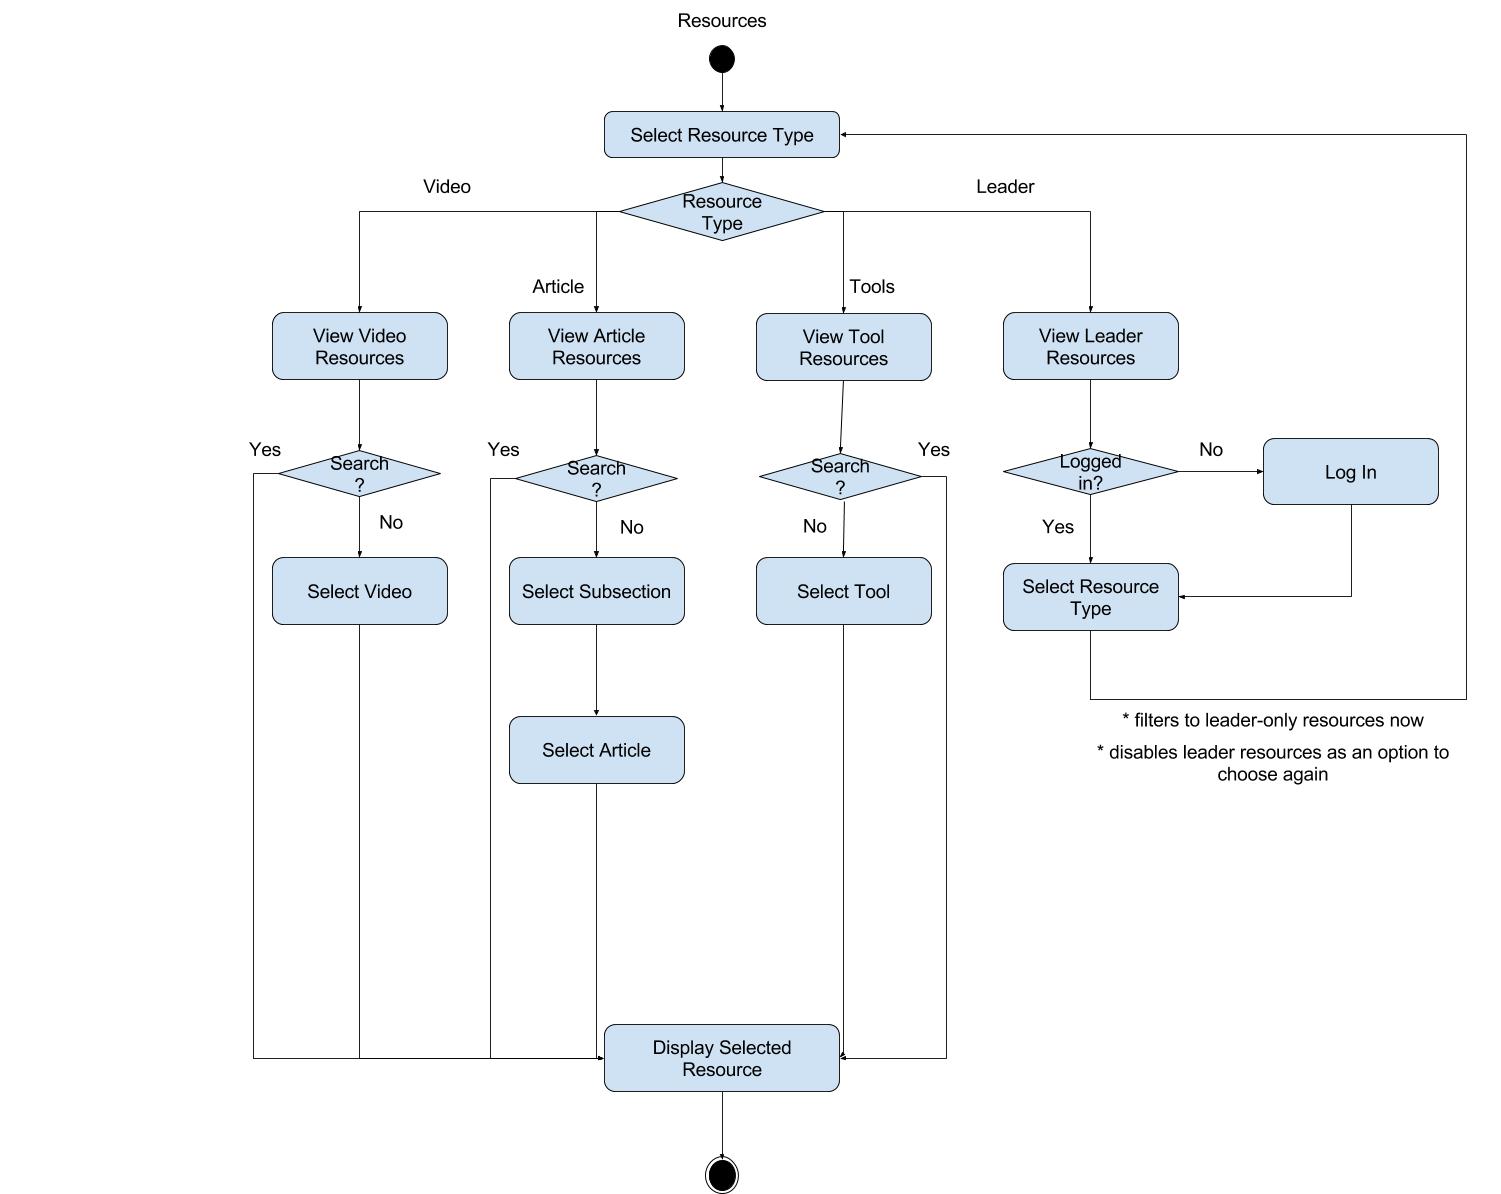 Resources
Select Resource Type
Video
Leader
Resource
Type
Article
Tools
View Video
Resources
View Article
Resources
View Tool
Resources
View Leader
Resources
Yes
Search
?
Yes
Search
?
Search
?
Yes
Logged
in?
No
Log In
No
No
No
Yes
Select Video
Select Subsection
Select Tool
Select Resource
Type
* filters to leader-only resources now
* disables leader resources as an option to
choose again
Select Article
Display Selected
Resource